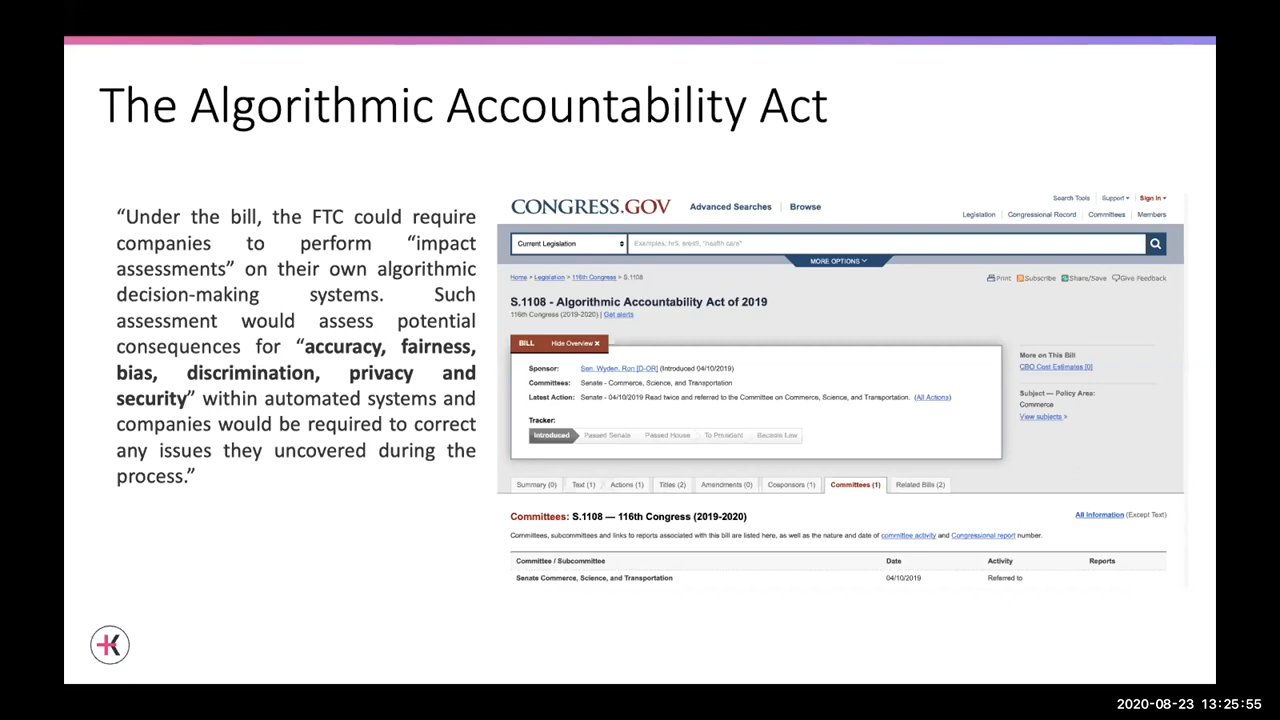 The Algorithmic Accountability Act
“Under the bill, the FTC could require
companies to perform “impact
assessments” on their own algorithmic
decision-making systems. Such
assessment would assess potential
consequences for “accuracy, fairness,
bias, discrimination, privacy and
security” within automated systems and
companies would be required to correct
any issues they uncovered during the
process.”
Search Tools Support Sign In
CONGRESS.GOV Advanced Searches Browse
Legislation Congressional Record Committees Members
Current Legislation Examples: hr5, sres9, "health care"
MORE OPTIONS
Home > Legislation > 116th Congress > S.1108
Print Subscribe Share/Save Give Feedback
S.1108 - Algorithmic Accountability Act of 2019
116th Congress (2019-2020) | Get alerts
BILL Hide Overview x
Sponsor: Sen. Wyden, Ron [D-OR] (Introduced 04/10/2019)
Committees: Senate - Commerce, Science, and Transportation
Latest Action: Senate - 04/10/2019 Read twice and referred to the Committee on Commerce, Science, and Transportation. (All Actions)
Tracker:
Introduced Passed Senate Passed House To President Become Law
More on This Bill
CBO Cost Estimates [0]
Subject — Policy Area:
Commerce
View subjects »
Summary (0) Text (1) Actions (1) Titles (2) Amendments (0) Cosponsors (1) Committees (1) Related Bills (2)
Committees: S.1108 — 116th Congress (2019-2020)
All Information (Except Text)
Committees, subcommittees and links to reports associated with this bill are listed here, as well as the nature and date of committee activity and Congressional report number.
Committee / Subcommittee Date Activity Reports
Senate Commerce, Science, and Transportation 04/10/2019 Referred to
K
2020-08-23 13:25:55